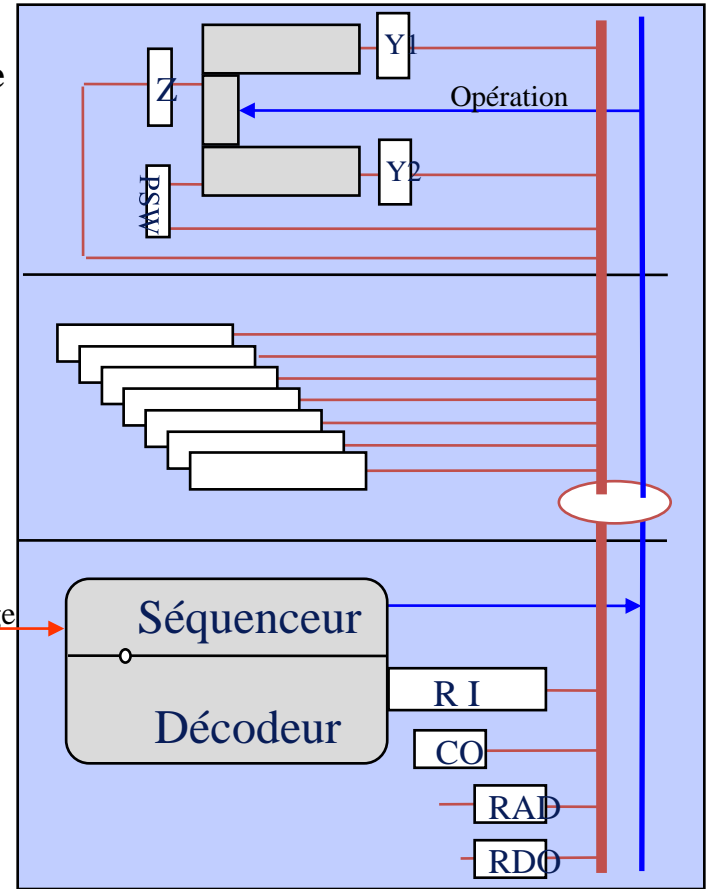 Y1
Z
Opération
Y2
PSW
Séquenceur
R I
Décodeur
CO
RAD
RDO